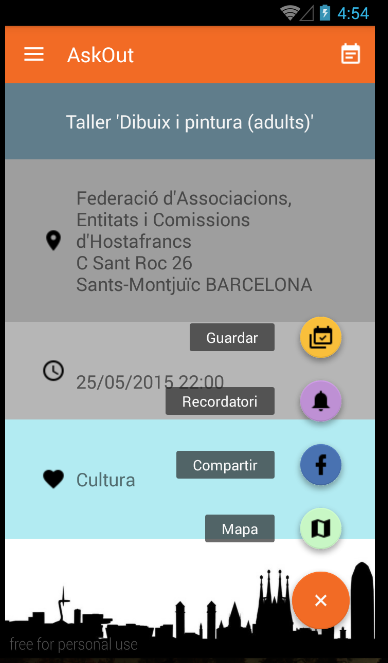 4:54
AskOut
Taller 'Dibuix i pintura (adults)'
Federació d'Associacions,
Entitats i Comissions
d'Hostafrancs
C Sant Roc 26
Sants-Montjuïc BARCELONA
Guardar
25/05/2015 22:00
Recordatori
Compartir
Cultura
Mapa
free for personal use